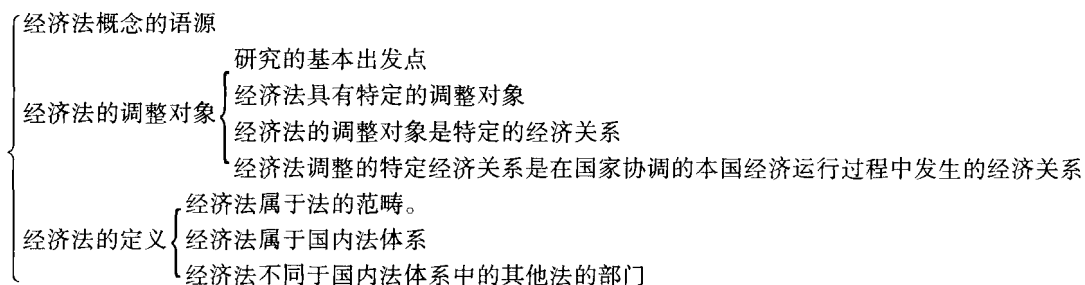 经济法概念的语源
研究的基本出发点
经济法具有特定的调整对象
经济法的调整对象
经济法的调整对象是特定的经济关系
经济法调整的特定经济关系是在国家协调的本国经济运行过程中发生的经济关系
经济法属于法的范畴。
经济法的定义
经济法属于国内法体系
经济法不同于国内法体系中的其他法的部门